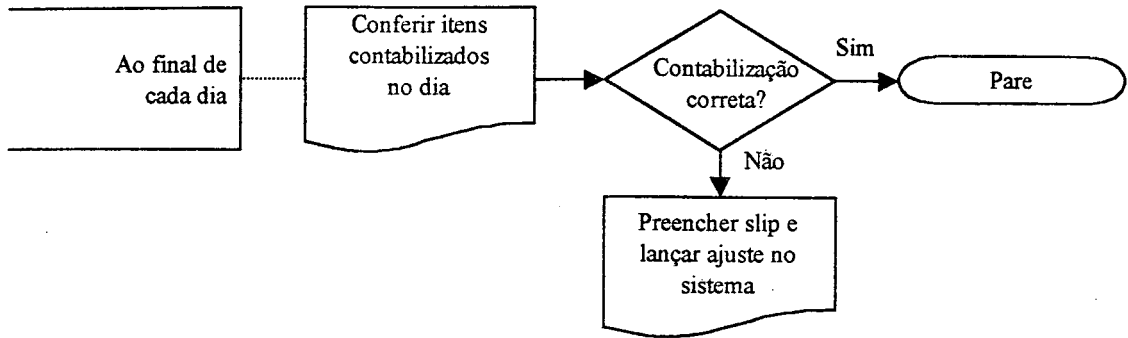 Ao final de
cada dia
Conferir itens
contabilizados
no dia
Contabilização
correta?
Sim
Pare
Não
Preencher slip e
lançar ajuste no
sistema